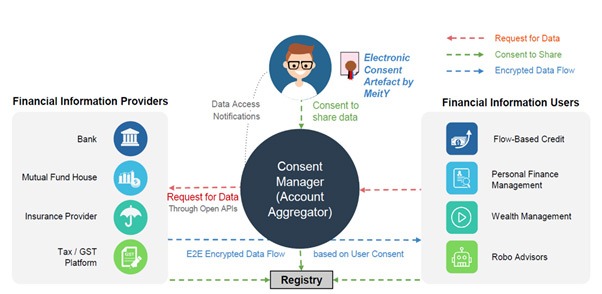 Electronic
Consent
Artefact by
MeitY
Request for Data
Consent to Share
Encrypted Data Flow
Financial Information Providers
Bank
Mutual Fund House
Insurance Provider
Tax / GST
Platform
Data Access
Notifications
Consent to
share data
Consent
Manager
(Account
Aggregator)
Request for Data
Through Open APIs
E2E Encrypted Data Flow
based on User Consent
Registry
Financial Information Users
Flow-Based Credit
Personal Finance
Management
Wealth Management
Robo Advisors